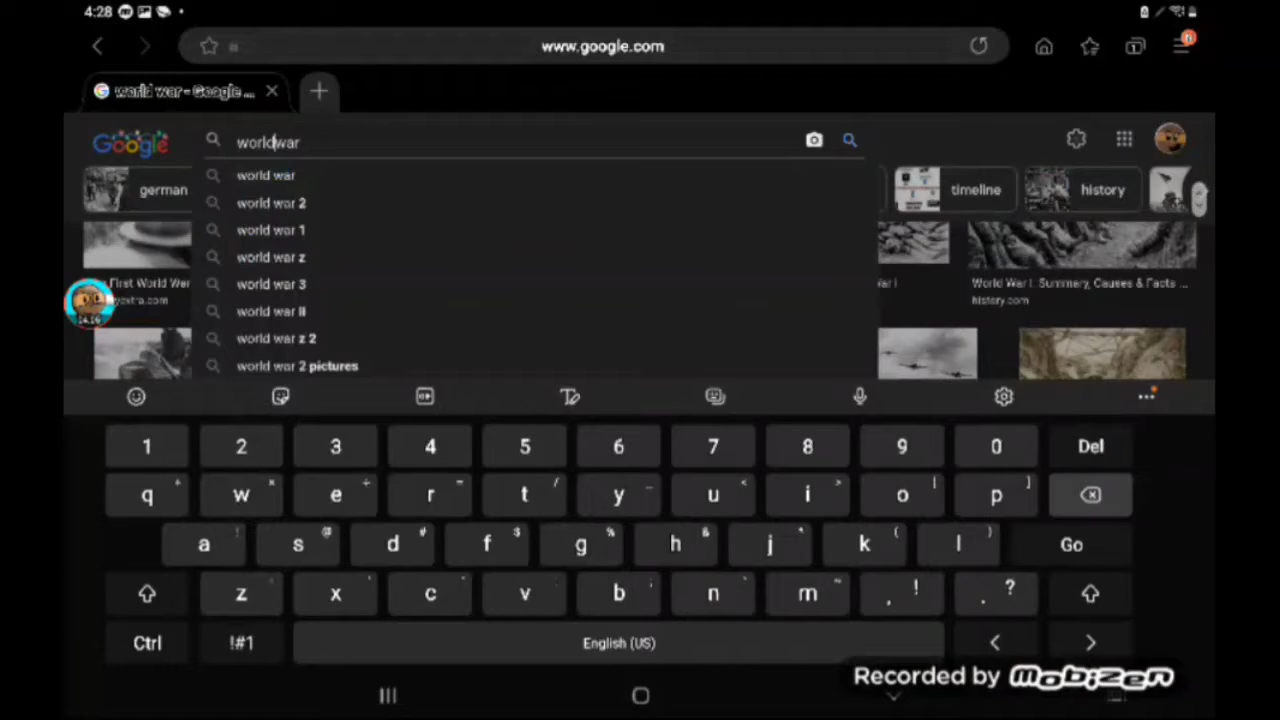 4:28
www.google.com 1
world war - Google ...
Google worldwar
world war
world war 2
world war 1
world war z
world war 3
world war ii
world war z 2
world war 2 pictures
german timeline history
First World War
World War I: Summary, Causes & Facts ...
history.com
1 2 3 4 5 6 7 8 9 0 Del
q w e r t y u i o p
a s d f g h j k l Go
z x c v b n m , ! . ?
Ctrl !#1 English (US) < >
Recorded by mobizen